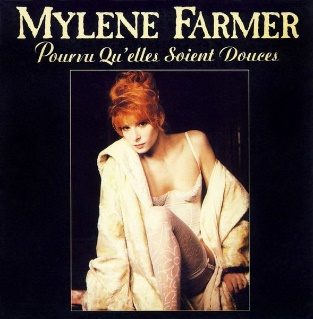 MYLENE FARMER
Pourvu Qu'elles Soient Douces